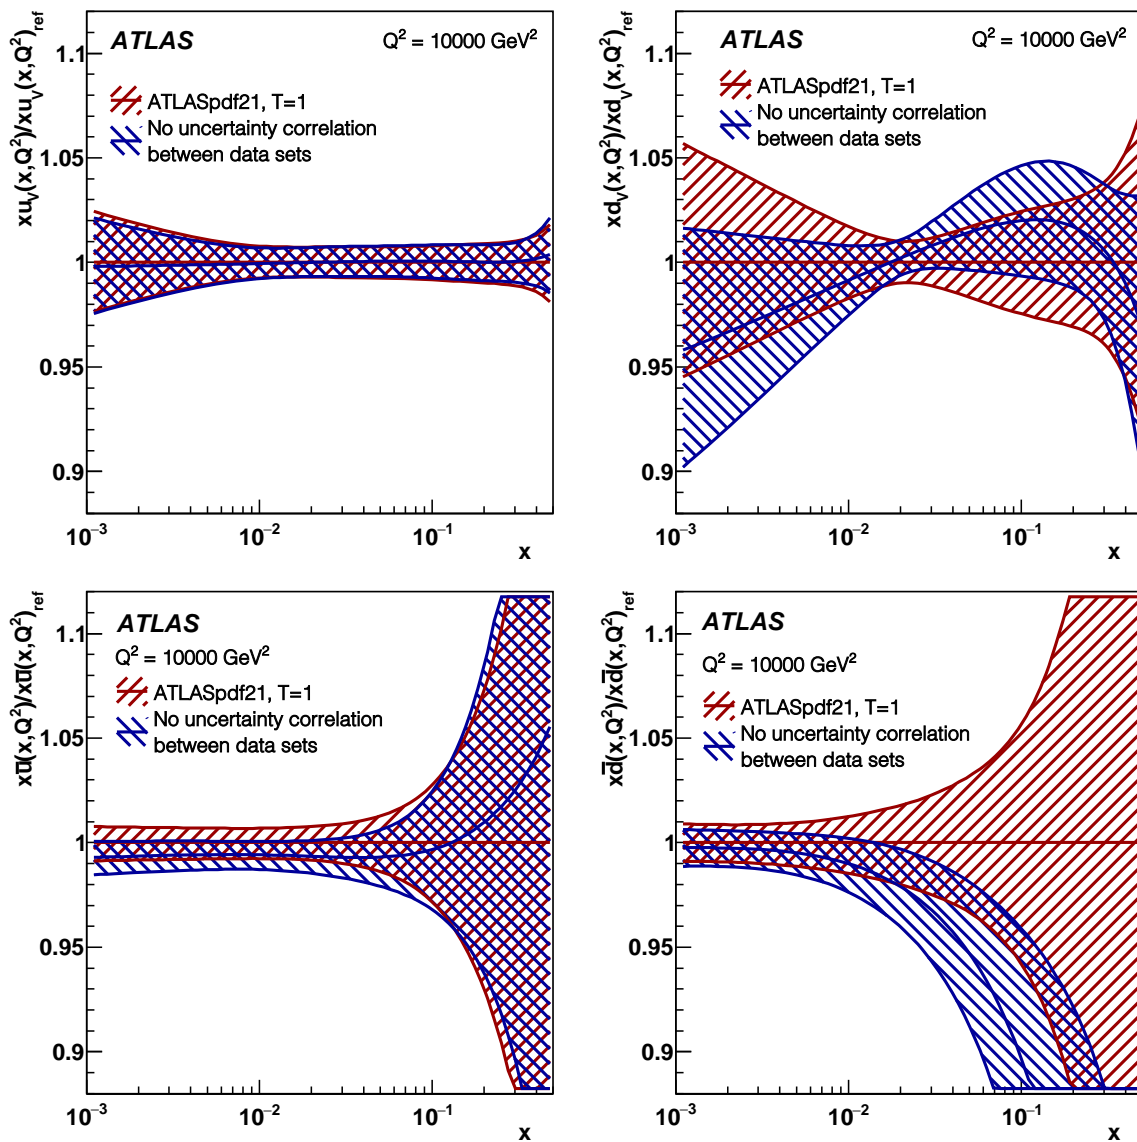 ATLAS
Q² = 10000 GeV²
ATLASpdf21, T=1
No uncertainty correlation
between data sets
xu_V(x,Q²)/xu_V(x,Q²)_ref
1.1
1.05
1
0.95
0.9
10⁻³ 10⁻² 10⁻¹
x
ATLAS
Q² = 10000 GeV²
ATLASpdf21, T=1
No uncertainty correlation
between data sets
xd_V(x,Q²)/xd_V(x,Q²)_ref
1.1
1.05
1
0.95
0.9
10⁻³ 10⁻² 10⁻¹
x
ATLAS
Q² = 10000 GeV²
ATLASpdf21, T=1
No uncertainty correlation
between data sets
xu̅(x,Q²)/xu̅(x,Q²)_ref
1.1
1.05
1
0.95
0.9
10⁻³ 10⁻² 10⁻¹
x
ATLAS
Q² = 10000 GeV²
ATLASpdf21, T=1
No uncertainty correlation
between data sets
xd̅(x,Q²)/xd̅(x,Q²)_ref
1.1
1.05
1
0.95
0.9
10⁻³ 10⁻² 10⁻¹
x